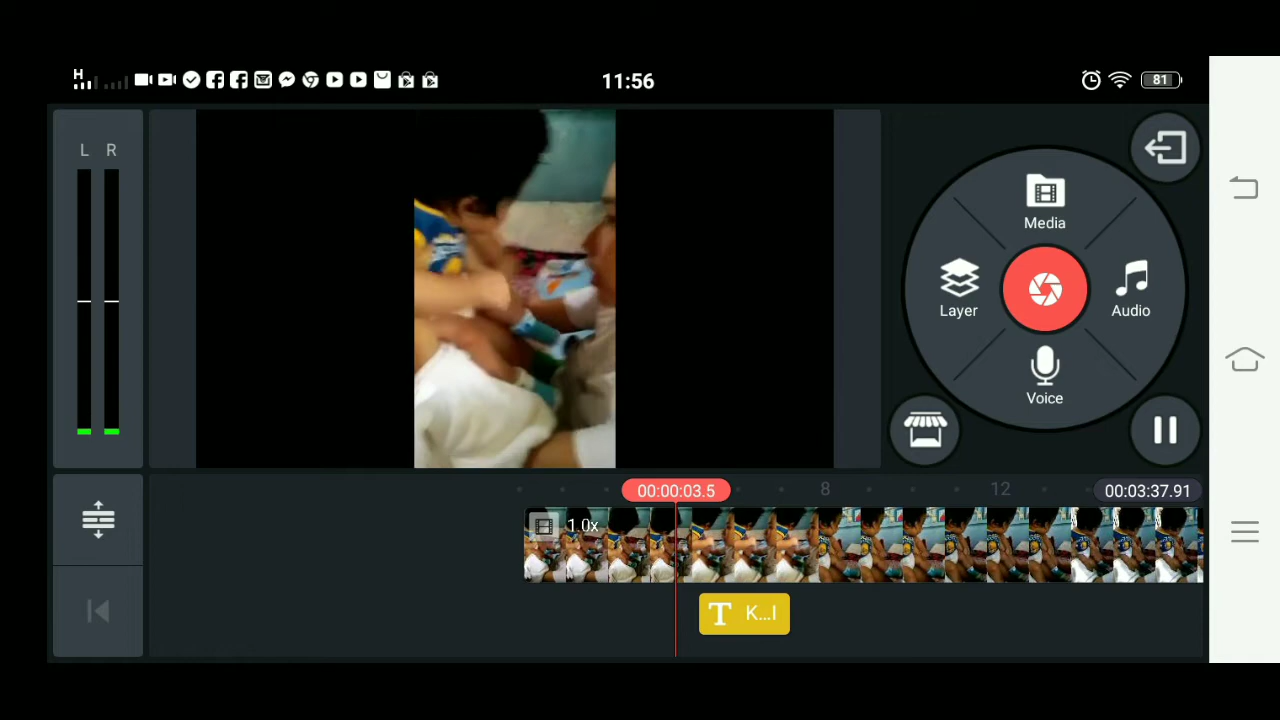 H 11:56 81
L R
Media
Layer
Audio
Voice
00:00:03.5 8 12 00:03:37.91
1.0x
T K...I